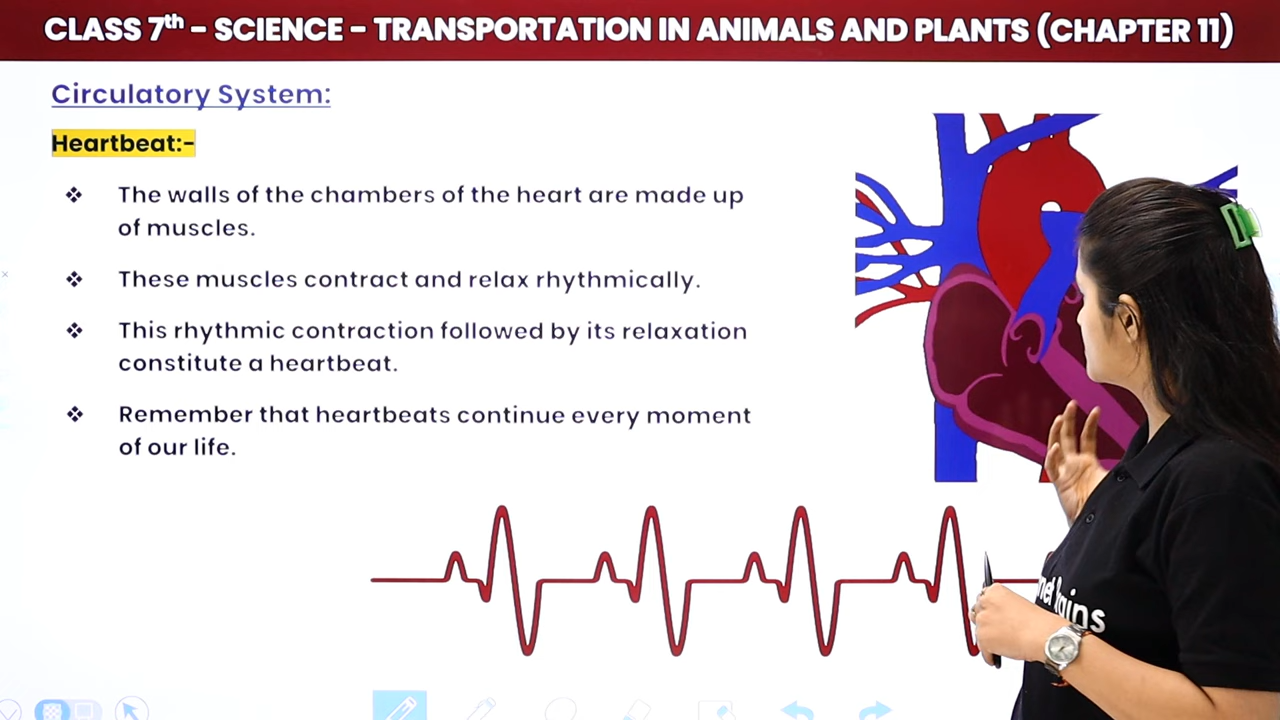 CLASS 7th – SCIENCE – TRANSPORTATION IN ANIMALS AND PLANTS (CHAPTER 11)
Circulatory System:
Heartbeat:-
❖ The walls of the chambers of the heart are made up
of muscles.
❖ These muscles contract and relax rhythmically.
❖ This rhythmic contraction followed by its relaxation
constitute a heartbeat.
❖ Remember that heartbeats continue every moment
of our life.